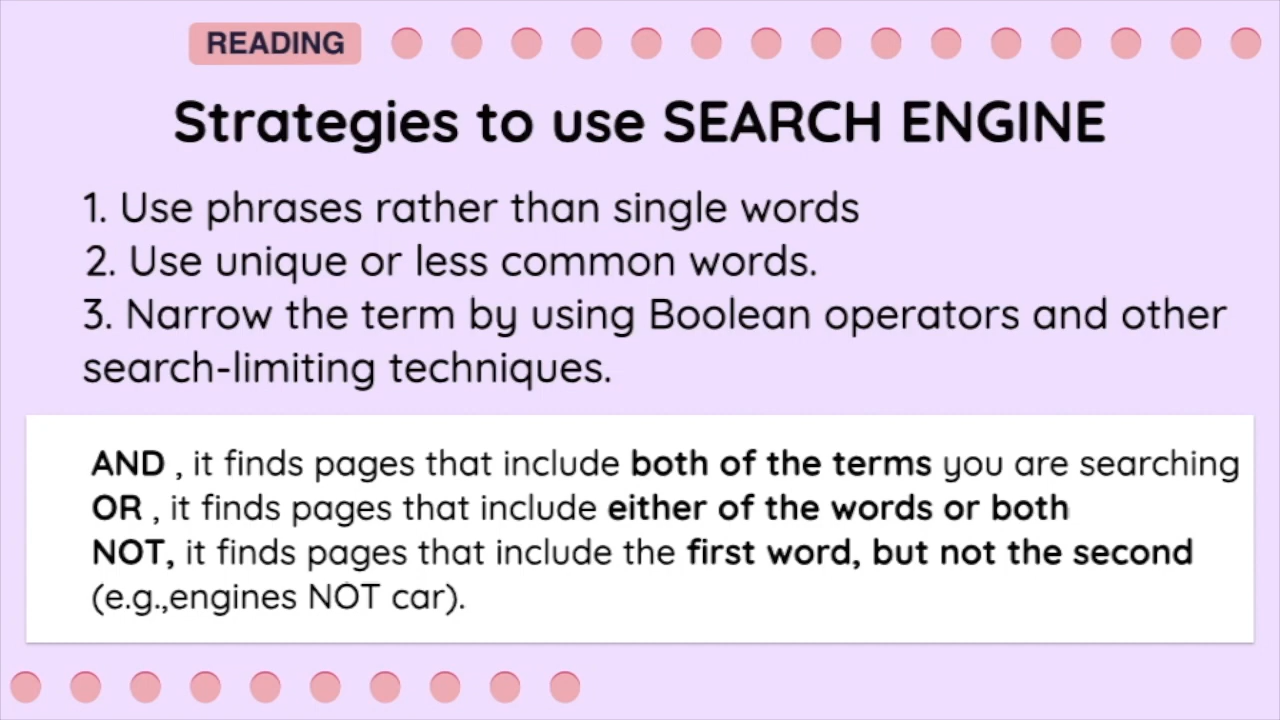 READING
Strategies to use SEARCH ENGINE
1. Use phrases rather than single words
2. Use unique or less common words.
3. Narrow the term by using Boolean operators and other
search-limiting techniques.
AND , it finds pages that include both of the terms you are searching
OR , it finds pages that include either of the words or both
NOT, it finds pages that include the first word, but not the second
(e.g.,engines NOT car).